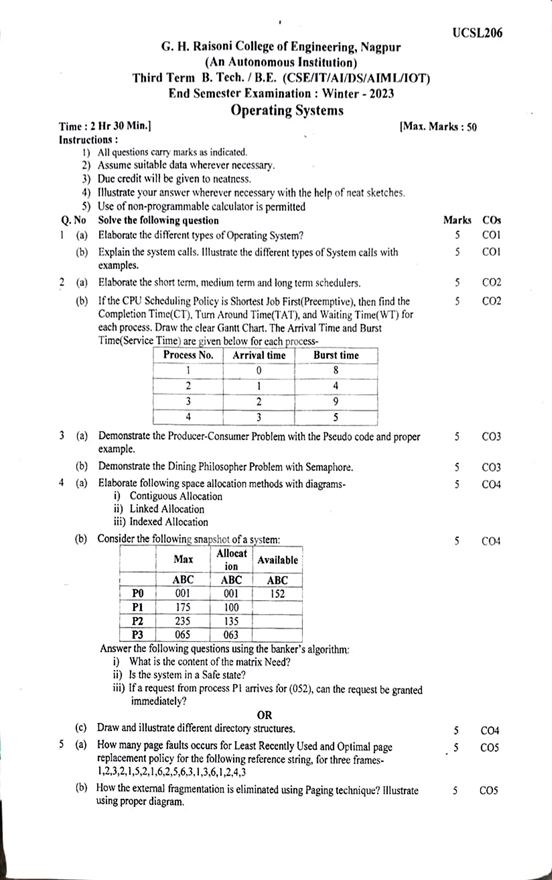 UCSL206
G. H. Raisoni College of Engineering, Nagpur
(An Autonomous Institution)
Third Term B. Tech. / B.E. (CSE/IT/AI/DS/AIML/IOT)
End Semester Examination : Winter - 2023
Operating Systems
Time : 2 Hr 30 Min.] [Max. Marks : 50
Instructions :
1) All questions carry marks as indicated.
2) Assume suitable data wherever necessary.
3) Due credit will be given to neatness.
4) Illustrate your answer wherever necessary with the help of neat sketches.
5) Use of non-programmable calculator is permitted
Q. No Solve the following question Marks COs
1 (a) Elaborate the different types of Operating System? 5 CO1
(b) Explain the system calls. Illustrate the different types of System calls with 5 CO1
examples.
2 (a) Elaborate the short term, medium term and long term schedulers. 5 CO2
(b) If the CPU Scheduling Policy is Shortest Job First(Preemptive), then find the 5 CO2
Completion Time(CT), Turn Around Time(TAT), and Waiting Time(WT) for
each process. Draw the clear Gantt Chart. The Arrival Time and Burst
Time(Service Time) are given below for each process-
Process No. Arrival time Burst time
1 0 8
2 1 4
3 2 9
4 3 5
3 (a) Demonstrate the Producer-Consumer Problem with the Pseudo code and proper 5 CO3
example.
(b) Demonstrate the Dining Philosopher Problem with Semaphore. 5 CO3
4 (a) Elaborate following space allocation methods with diagrams- 5 CO4
i) Contiguous Allocation
ii) Linked Allocation
iii) Indexed Allocation
(b) Consider the following snapshot of a system: 5 CO4
Max Allocat Available
ion
ABC ABC ABC
P0 001 001 152
P1 175 100
P2 235 135
P3 065 063
Answer the following questions using the banker's algorithm:
i) What is the content of the matrix Need?
ii) Is the system in a Safe state?
iii) If a request from process P1 arrives for (052), can the request be granted
immediately?
OR
(c) Draw and illustrate different directory structures. 5 CO4
5 (a) How many page faults occurs for Least Recently Used and Optimal page 5 CO5
replacement policy for the following reference string, for three frames-
1,2,3,2,1,5,2,1,6,2,5,6,3,1,3,6,1,2,4,3
(b) How the external fragmentation is eliminated using Paging technique? Illustrate 5 CO5
using proper diagram.